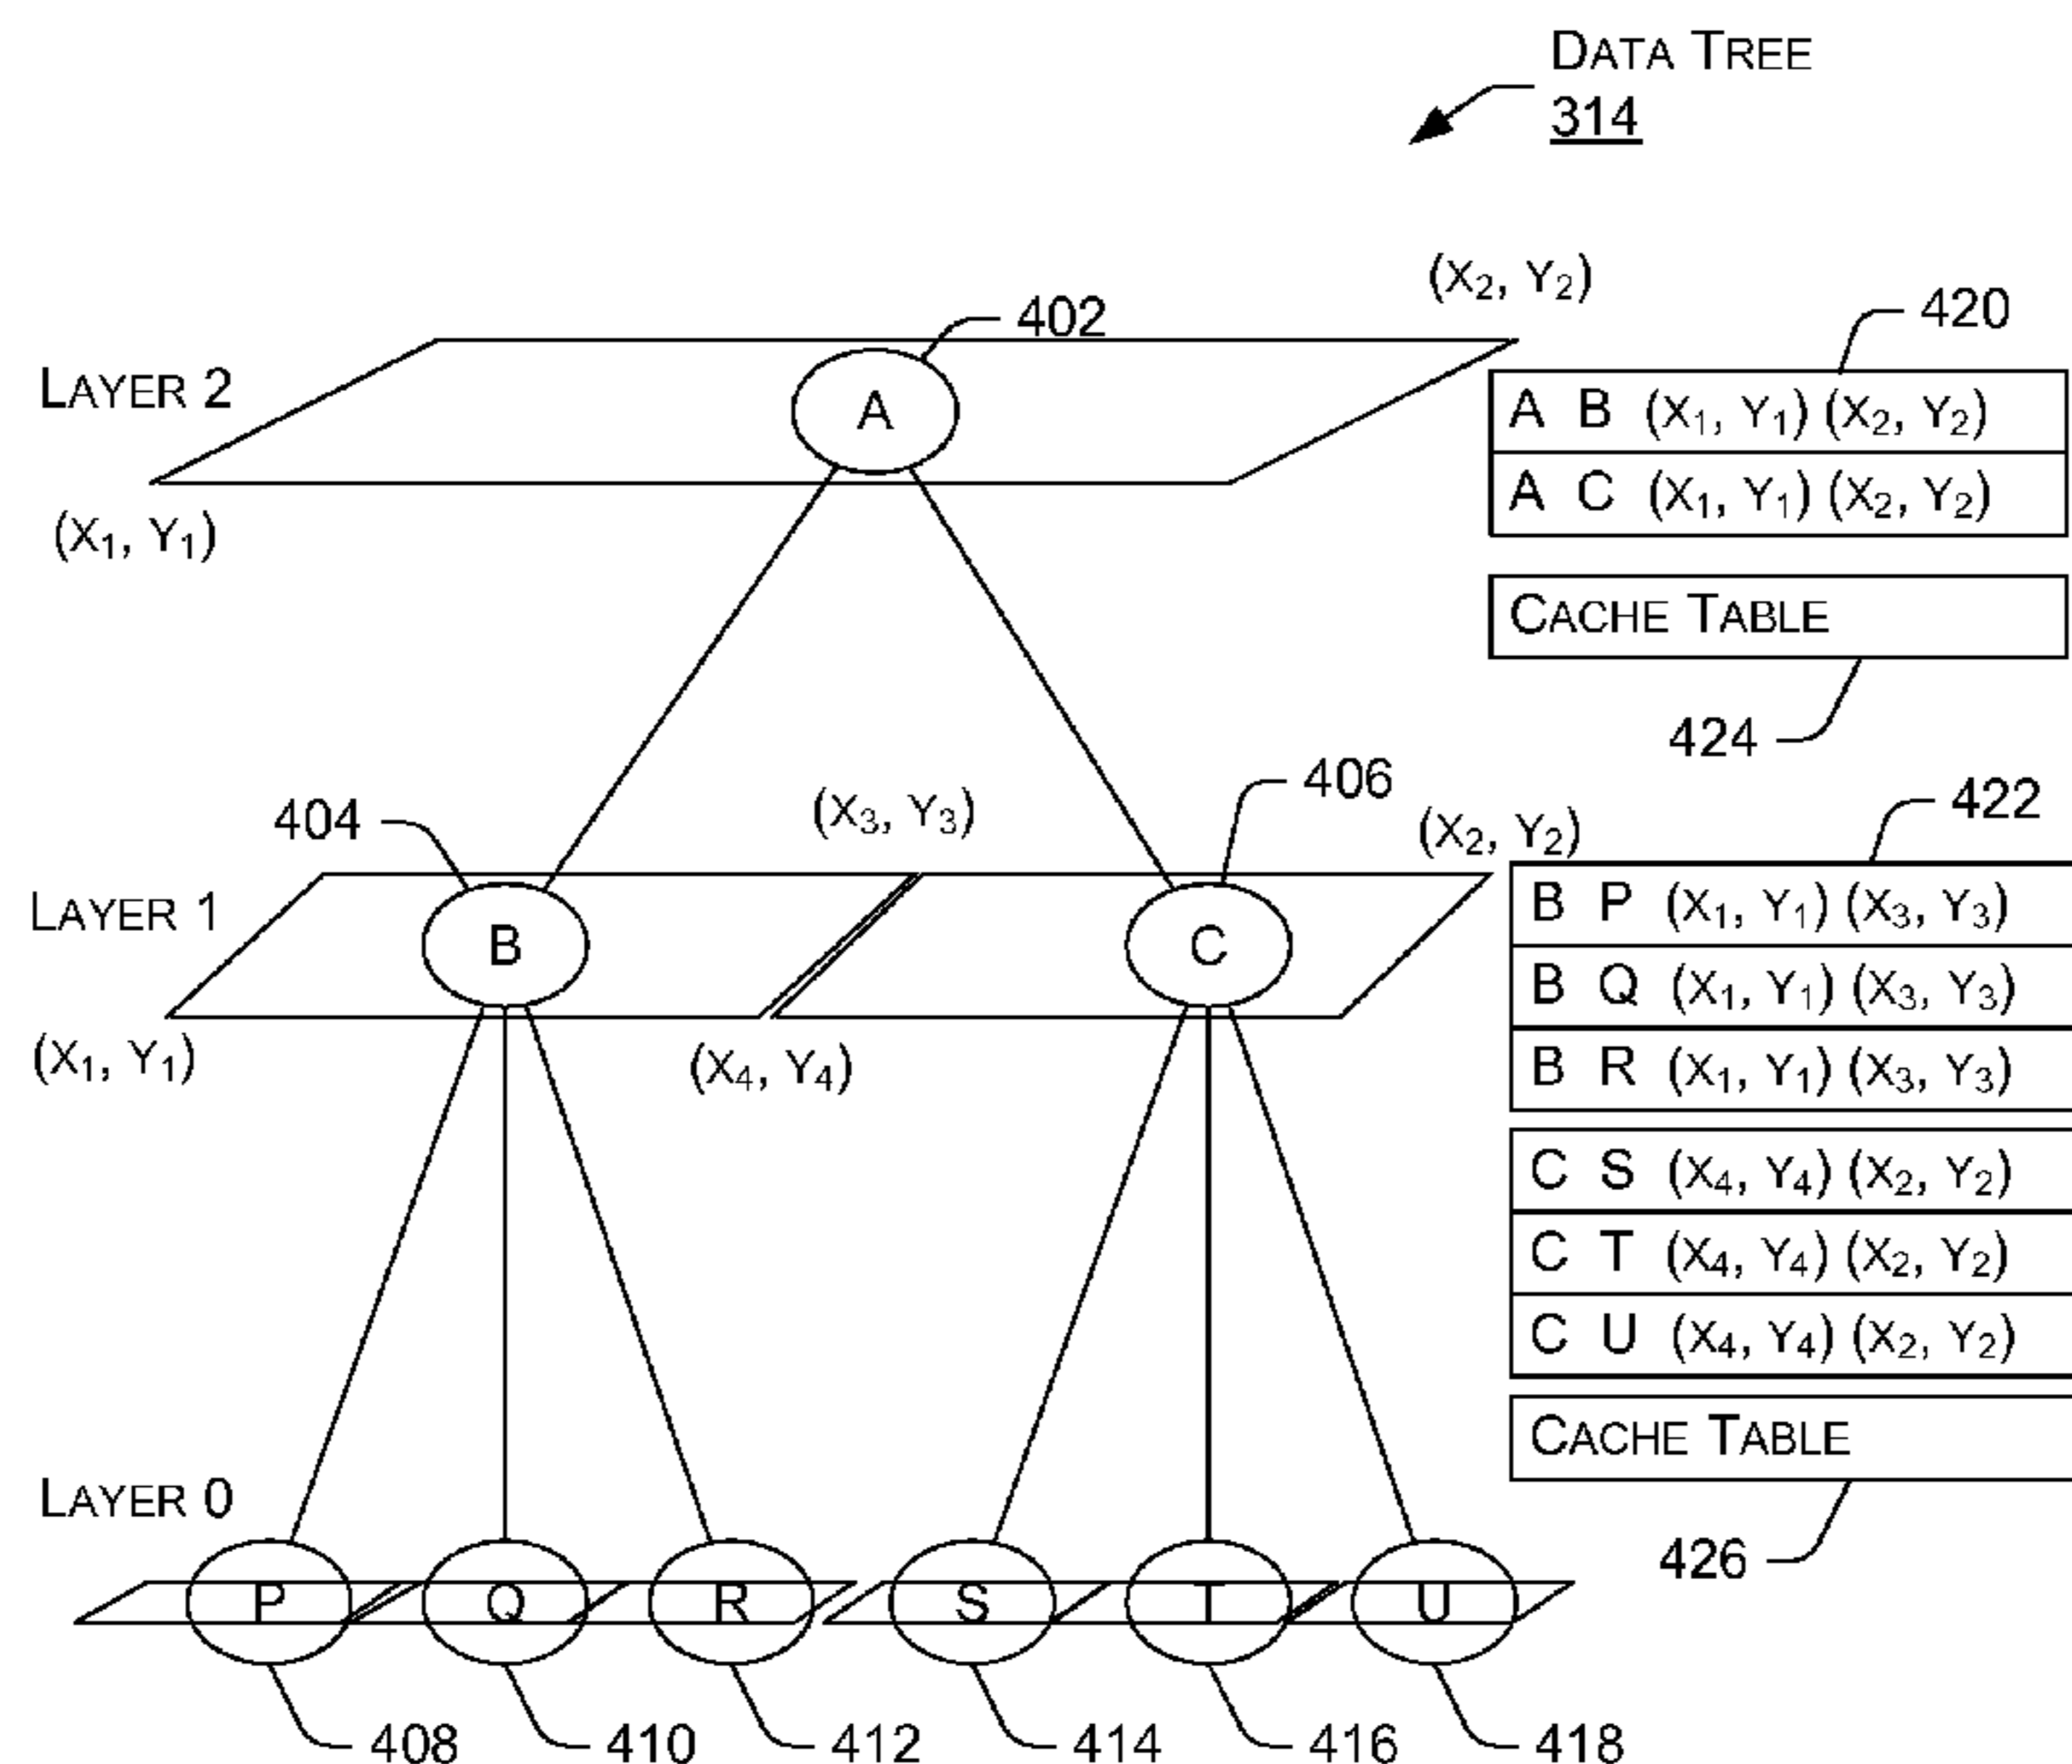 DATA TREE
314
(X₂, Y₂)
402
420
LAYER 2
A
A B (X₁, Y₁) (X₂, Y₂)
A C (X₁, Y₁) (X₂, Y₂)
(X₁, Y₁)
CACHE TABLE
424
404
(X₃, Y₃)
406
(X₂, Y₂)
422
LAYER 1
B
C
B P (X₁, Y₁) (X₃, Y₃)
B Q (X₁, Y₁) (X₃, Y₃)
B R (X₁, Y₁) (X₃, Y₃)
(X₁, Y₁)
(X₄, Y₄)
C S (X₄, Y₄) (X₂, Y₂)
C T (X₄, Y₄) (X₂, Y₂)
C U (X₄, Y₄) (X₂, Y₂)
CACHE TABLE
426
LAYER 0
P Q R S T U
408 410 412 414 416 418